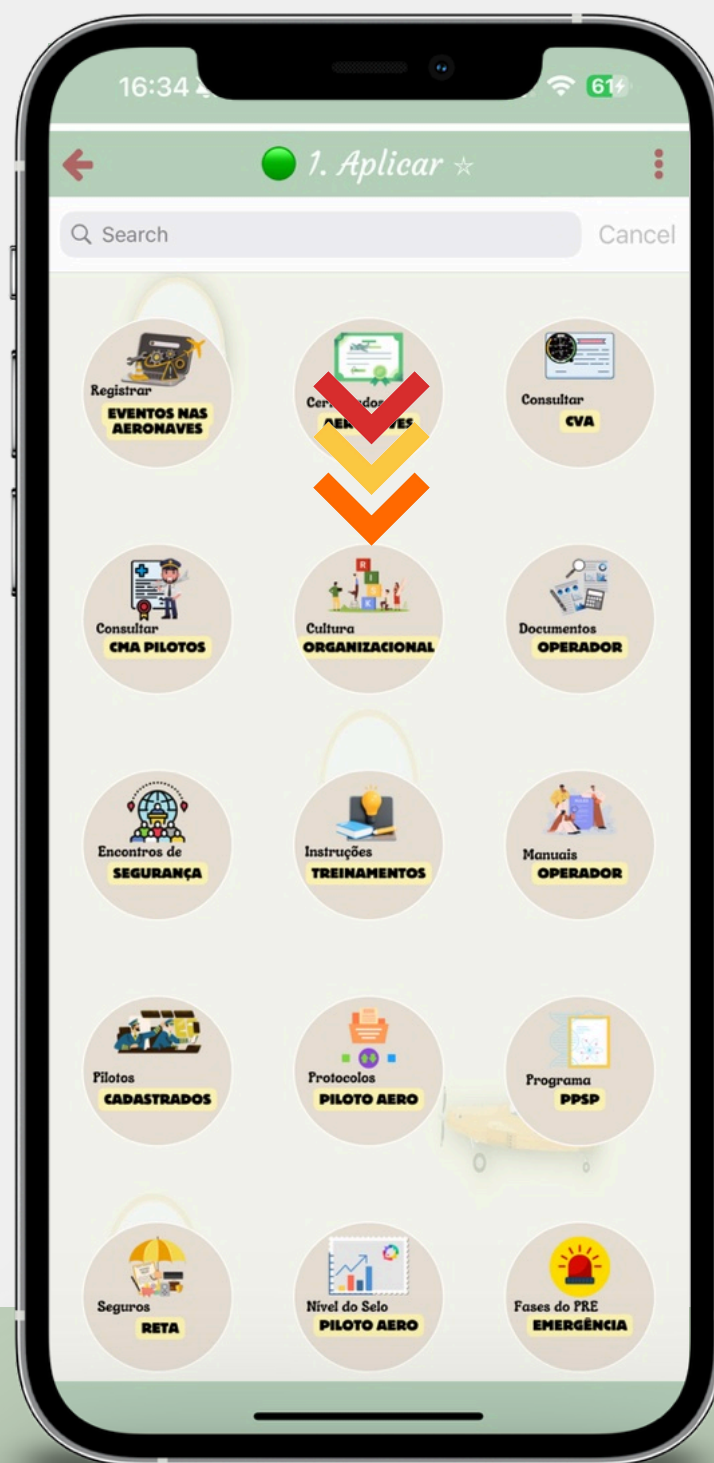 16:34
61
1. Aplicar ☆
Search
Cancel
Registrar
EVENTOS NAS
AERONAVES
Consultar
CVA
Consultar
CMA PILOTOS
R
I
S
K
Cultura
ORGANIZACIONAL
Documentos
OPERADOR
Encontros de
SEGURANÇA
Instruções
TREINAMENTOS
Manuais
OPERADOR
Pilotos
CADASTRADOS
Protocolos
PILOTO AERO
Programa
PPSP
Seguros
RETA
Nível do Selo
PILOTO AERO
Fases do PRE
EMERGÊNCIA